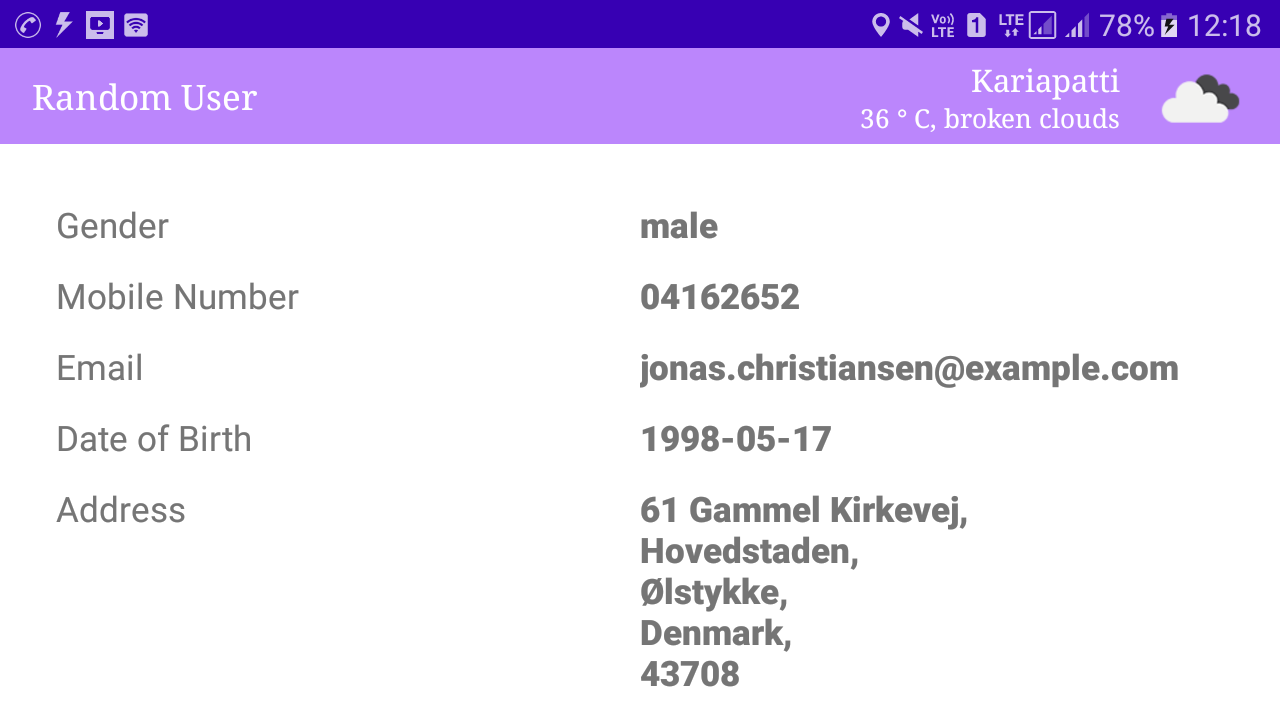 Vo)) LTE 1 LTE 78% 12:18
Random User
Kariapatti
36 ° C, broken clouds
Gender male
Mobile Number 04162652
Email jonas.christiansen@example.com
Date of Birth 1998-05-17
Address 61 Gammel Kirkevej,
Hovedstaden,
Ølstykke,
Denmark,
43708